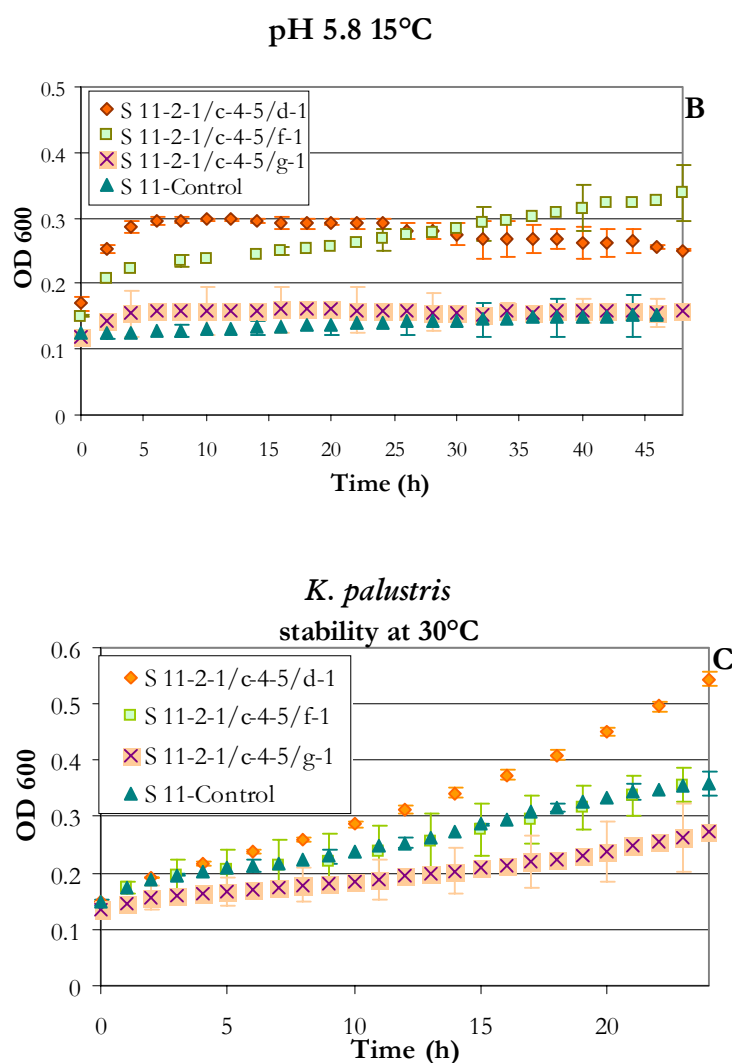 pH 5.8 15°C
B
0.5
0.4
0.3
0.2
0.1
0
OD 600
S 11-2-1/c-4-5/d-1
S 11-2-1/c-4-5/f-1
S 11-2-1/c-4-5/g-1
S 11-Control
0 5 10 15 20 25 30 35 40 45
Time (h)
K. palustris
stability at 30°C
C
0.6
0.5
0.4
0.3
0.2
0.1
0
OD 600
S 11-2-1/c-4-5/d-1
S 11-2-1/c-4-5/f-1
S 11-2-1/c-4-5/g-1
S 11-Control
0 5 10 15 20
Time (h)